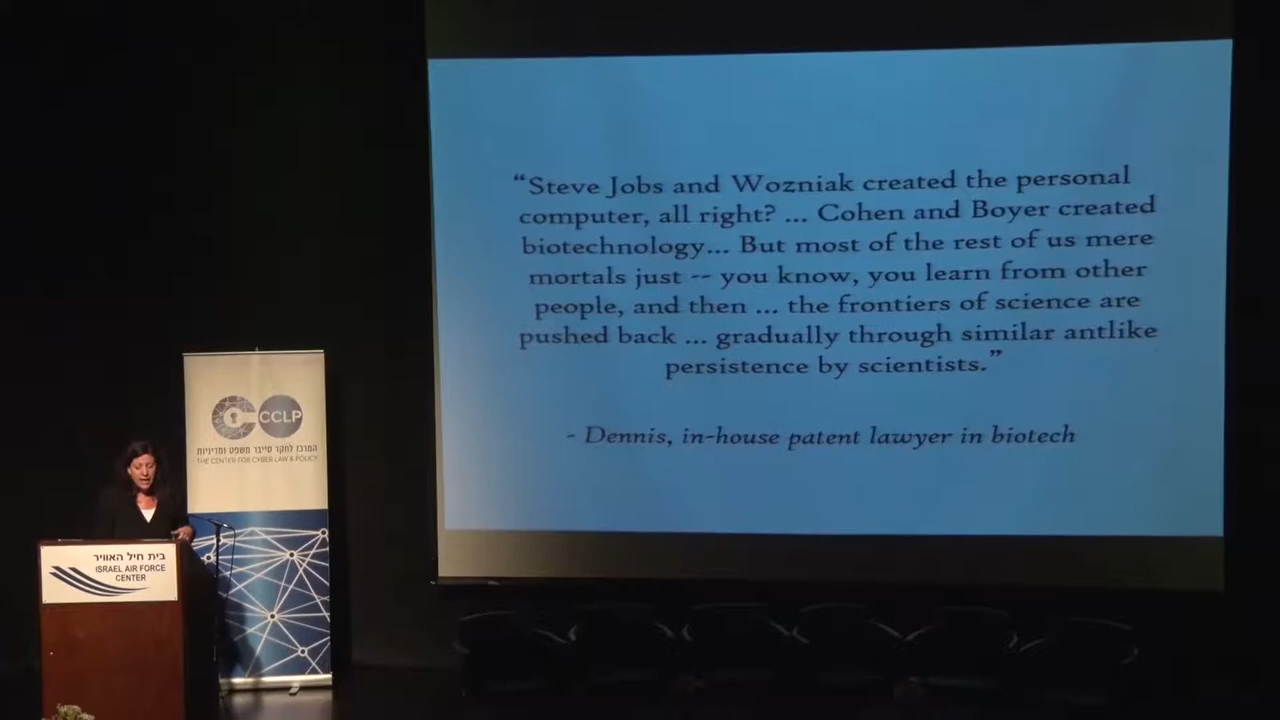 “Steve Jobs and Wozniak created the personal
computer, all right? ... Cohen and Boyer created
biotechnology... But most of the rest of us mere
mortals just -- you know, you learn from other
people, and then ... the frontiers of science are
pushed back ... gradually through similar antlike
persistence by scientists.”
- Dennis, in-house patent lawyer in biotech
CCLP
המרכז לחקר סייבר משפט ומדיניות
THE CENTER FOR CYBER LAW & POLICY
בית חיל האוויר
ISRAEL AIR FORCE
CENTER